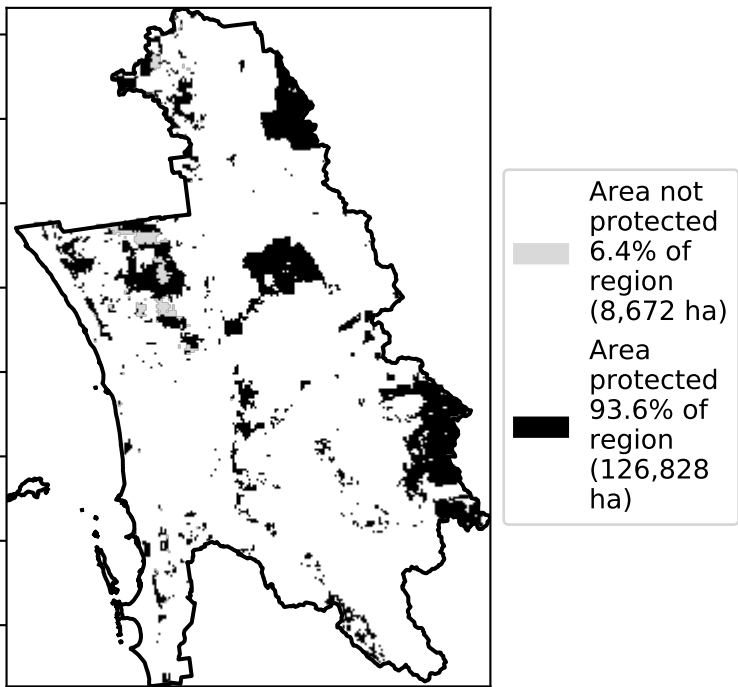 Area not
protected
6.4% of
region
(8,672 ha)
Area
protected
93.6% of
region
(126,828
ha)